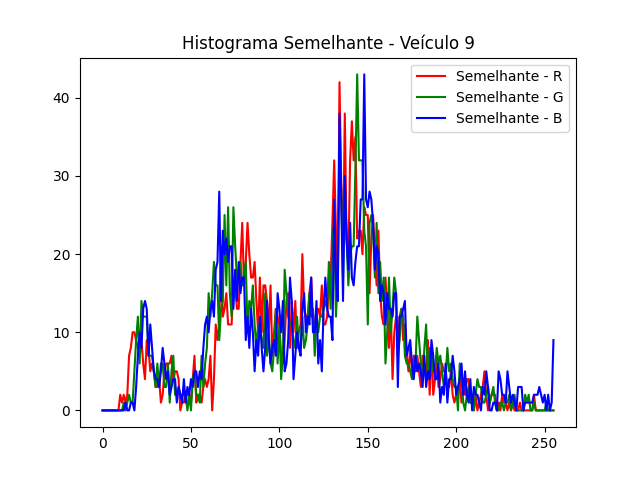 Histograma Semelhante - Veículo 9
Semelhante - R
Semelhante - G
Semelhante - B
40
30
20
10
0
0 50 100 150 200 250